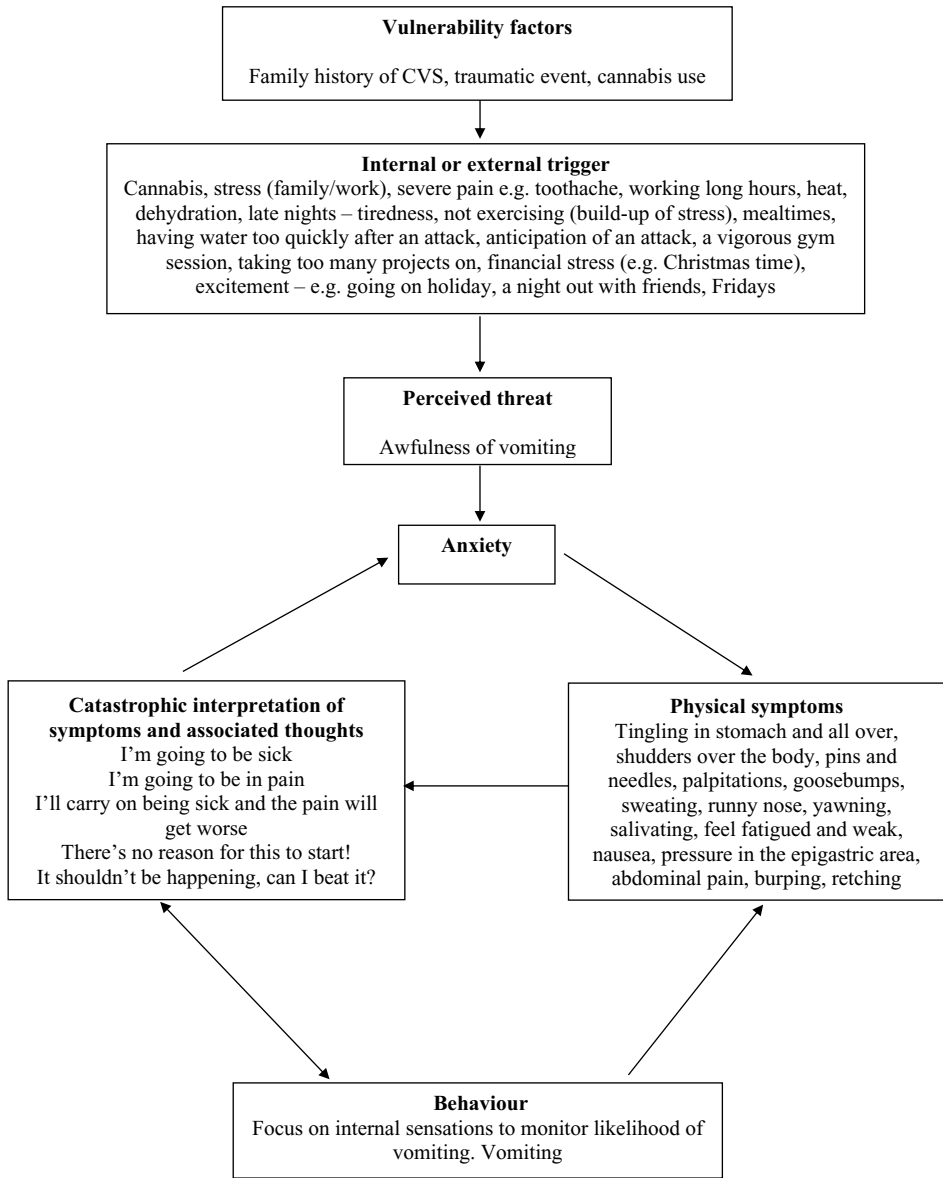 Vulnerability factors
Family history of CVS, traumatic event, cannabis use
Internal or external trigger
Cannabis, stress (family/work), severe pain e.g. toothache, working long hours, heat,
dehydration, late nights – tiredness, not exercising (build-up of stress), mealtimes,
having water too quickly after an attack, anticipation of an attack, a vigorous gym
session, taking too many projects on, financial stress (e.g. Christmas time),
excitement – e.g. going on holiday, a night out with friends, Fridays
Perceived threat
Awfulness of vomiting
Anxiety
Catastrophic interpretation of
symptoms and associated thoughts
I’m going to be sick
I’m going to be in pain
I’ll carry on being sick and the pain will
get worse
There’s no reason for this to start!
It shouldn’t be happening, can I beat it?
Physical symptoms
Tingling in stomach and all over,
shudders over the body, pins and
needles, palpitations, goosebumps,
sweating, runny nose, yawning,
salivating, feel fatigued and weak,
nausea, pressure in the epigastric area,
abdominal pain, burping, retching
Behaviour
Focus on internal sensations to monitor likelihood of
vomiting. Vomiting